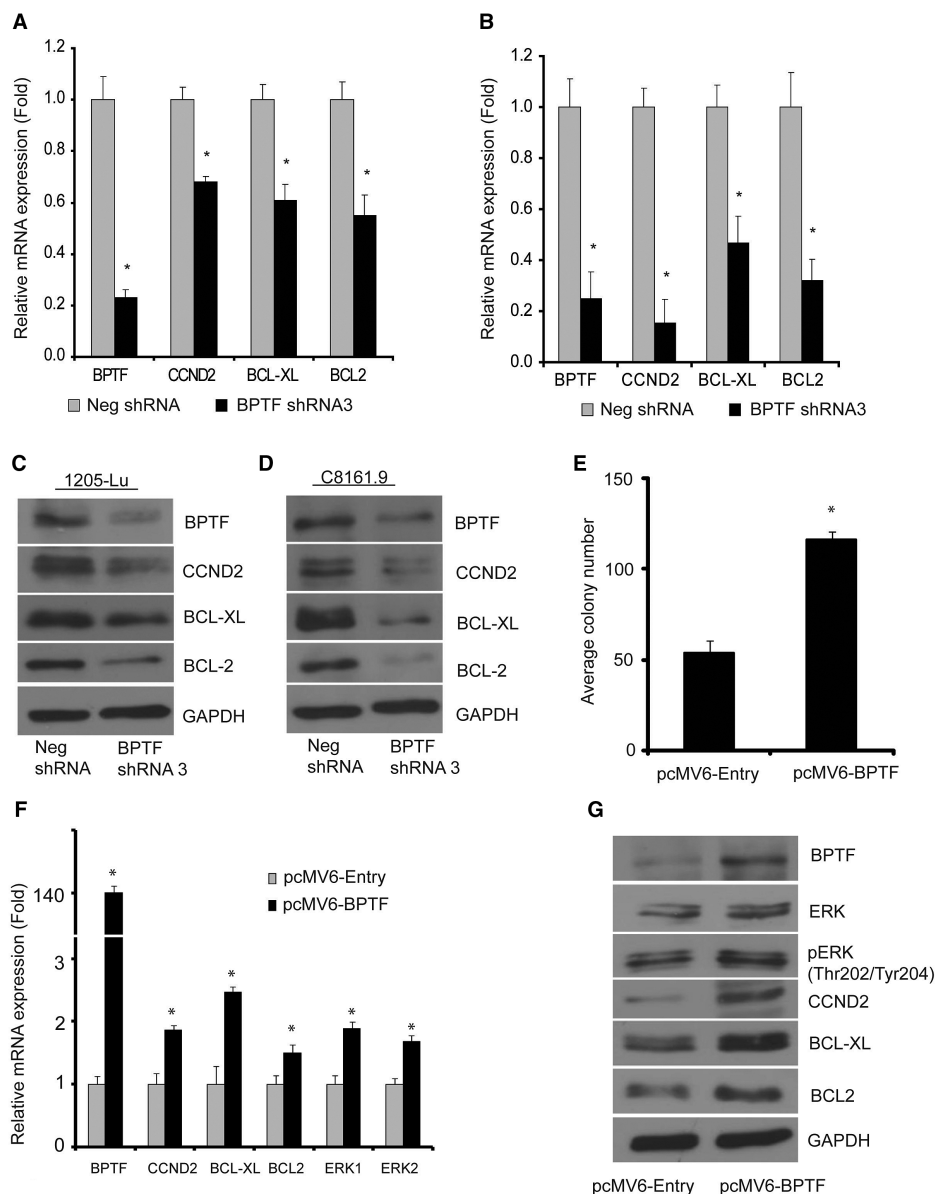 A
Relative mRNA expression (Fold)
1.2
1.0
0.8
0.6
0.4
0.2
0.0
*
*
*
*
BPTF CCND2 BCL-XL BCL2
Neg shRNA BPTF shRNA3
B
Relative mRNA expression (Fold)
1.2
1.0
0.8
0.6
0.4
0.2
0.0
*
*
*
*
BPTF CCND2 BCL-XL BCL2
Neg shRNA BPTF shRNA3
C
1205-Lu
BPTF
CCND2
BCL-XL
BCL-2
GAPDH
Neg shRNA
BPTF shRNA 3
D
C8161.9
BPTF
CCND2
BCL-XL
BCL-2
GAPDH
Neg shRNA
BPTF shRNA 3
E
Average colony number
150
100
50
0
*
pcMV6-Entry pcMV6-BPTF
F
Relative mRNA expression (Fold)
140
3
2
1
0
*
*
*
*
*
*
pcMV6-Entry
pcMV6-BPTF
BPTF CCND2 BCL-XL BCL2 ERK1 ERK2
G
BPTF
ERK
pERK
(Thr202/Tyr204)
CCND2
BCL-XL
BCL2
GAPDH
pcMV6-Entry pcMV6-BPTF